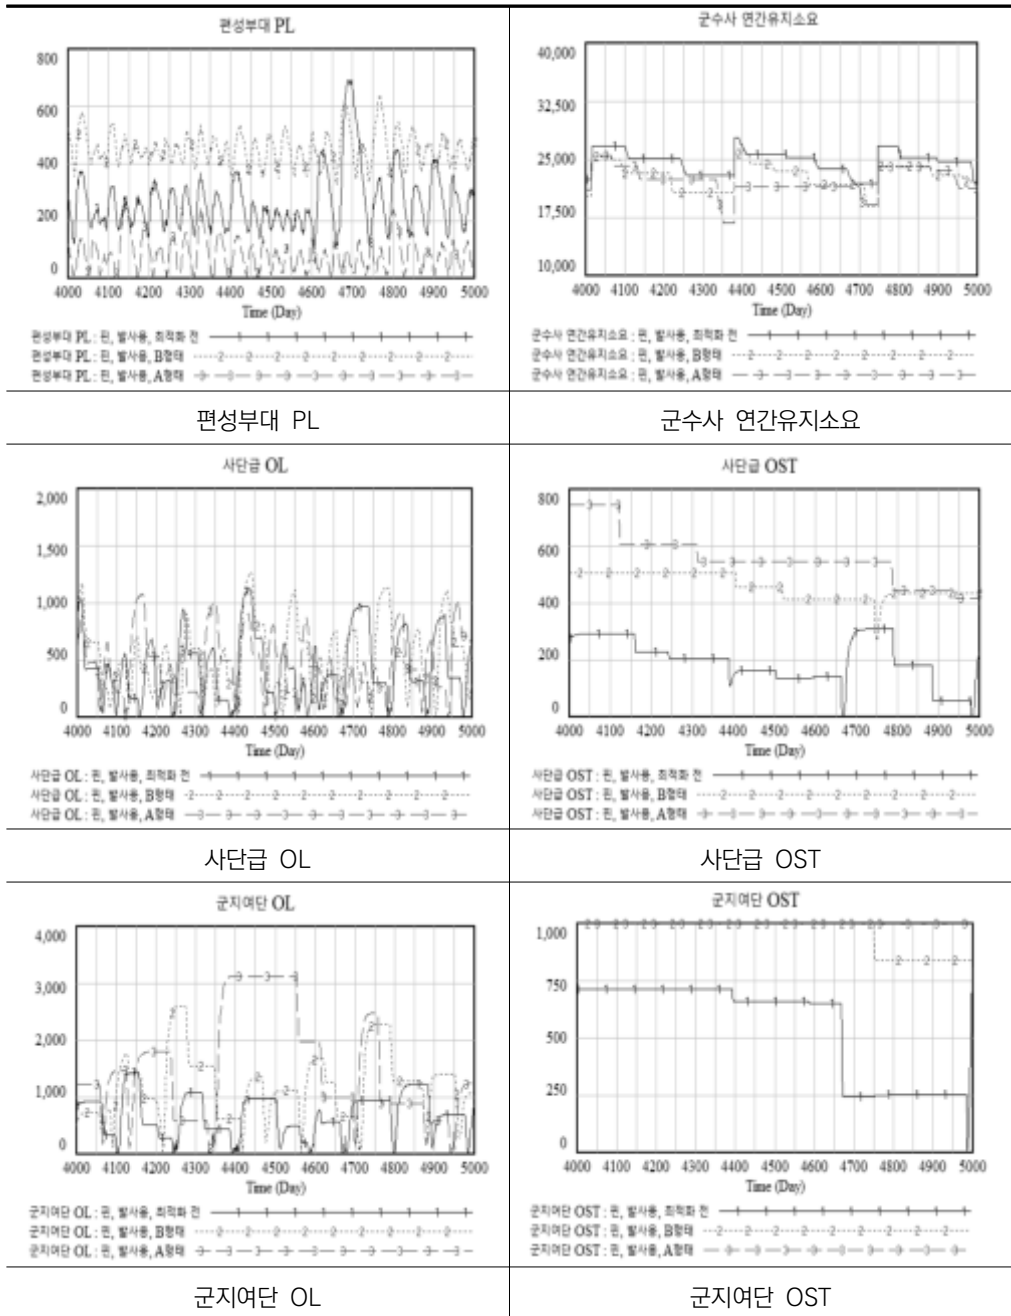 편성부대 PL
800
600
400
200
0
4000 4100 4200 4300 4400 4500 4600 4700 4800 4900 5000
Time (Day)
편성부대 PL : 핀, 발사용, 최적화 전
편성부대 PL : 핀, 발사용, B형태
편성부대 PL : 핀, 발사용, A형태
편성부대 PL
군수사 연간유지소요
40,000
32,500
25,000
17,500
10,000
4000 4100 4200 4300 4400 4500 4600 4700 4800 4900 5000
Time (Day)
군수사 연간유지소요 : 핀, 발사용, 최적화 전
군수사 연간유지소요 : 핀, 발사용, B형태
군수사 연간유지소요 : 핀, 발사용, A형태
군수사 연간유지소요
사단급 OL
2,000
1,500
1,000
500
0
4000 4100 4200 4300 4400 4500 4600 4700 4800 4900 5000
Time (Day)
사단급 OL : 핀, 발사용, 최적화 전
사단급 OL : 핀, 발사용, B형태
사단급 OL : 핀, 발사용, A형태
사단급 OL
사단급 OST
800
600
400
200
0
4000 4100 4200 4300 4400 4500 4600 4700 4800 4900 5000
Time (Day)
사단급 OST : 핀, 발사용, 최적화 전
사단급 OST : 핀, 발사용, B형태
사단급 OST : 핀, 발사용, A형태
사단급 OST
군지여단 OL
4,000
3,000
2,000
1,000
0
4000 4100 4200 4300 4400 4500 4600 4700 4800 4900 5000
Time (Day)
군지여단 OL : 핀, 발사용, 최적화 전
군지여단 OL : 핀, 발사용, B형태
군지여단 OL : 핀, 발사용, A형태
군지여단 OL
군지여단 OST
1,000
750
500
250
0
4000 4100 4200 4300 4400 4500 4600 4700 4800 4900 5000
Time (Day)
군지여단 OST : 핀, 발사용, 최적화 전
군지여단 OST : 핀, 발사용, B형태
군지여단 OST : 핀, 발사용, A형태
군지여단 OST